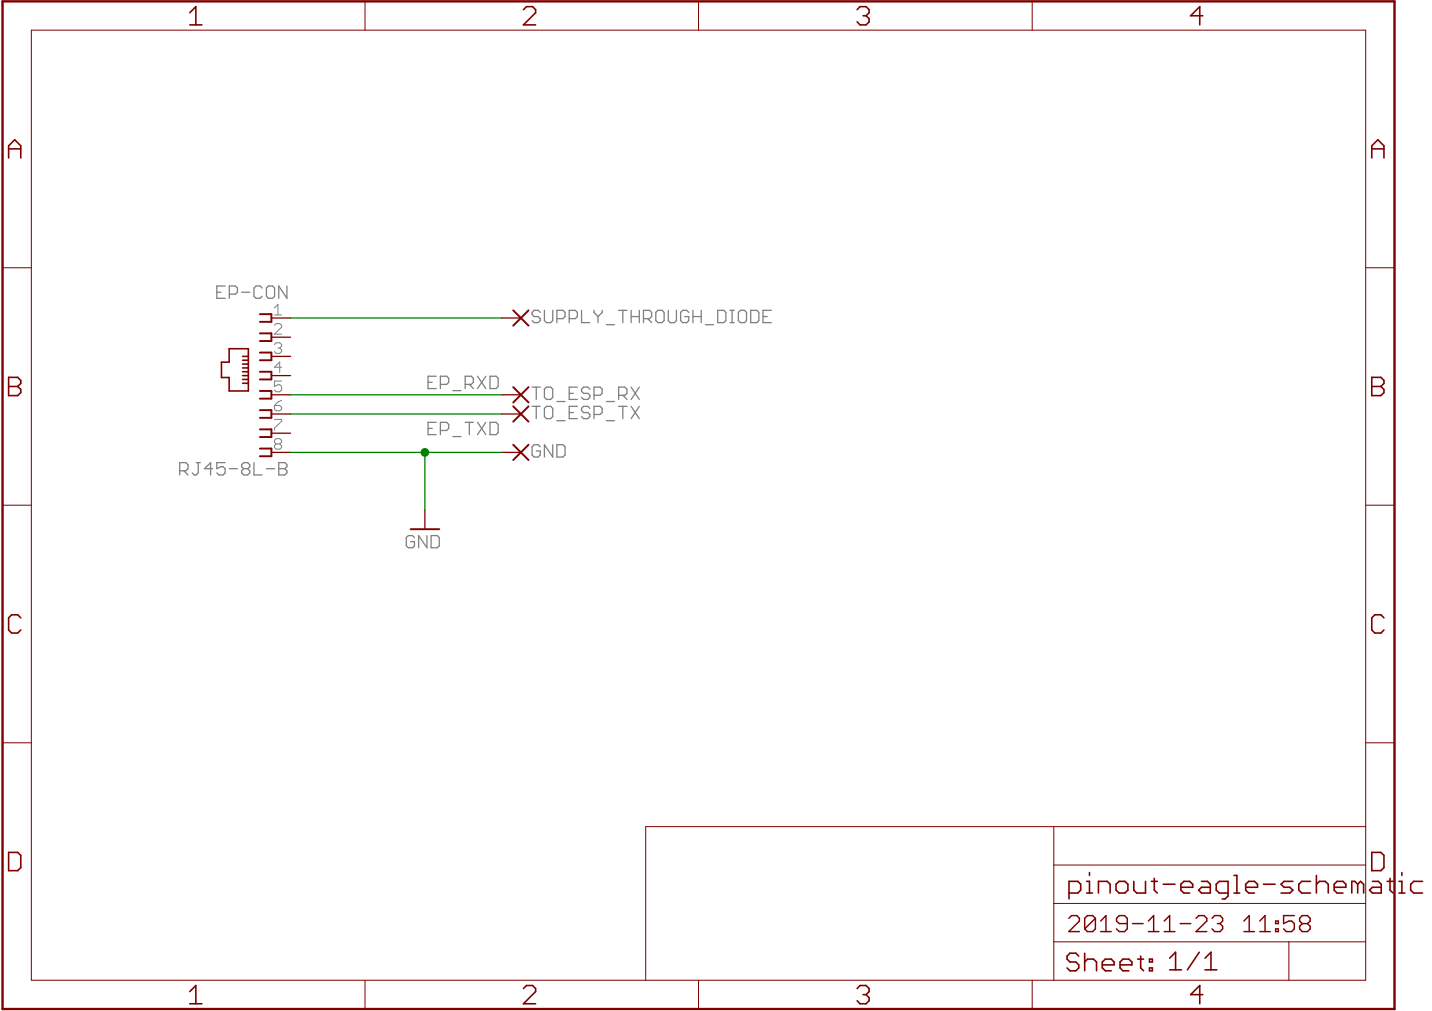 1 2 3 4
A A
EP-CON
1 SUPPLY_THROUGH_DIODE
2
3
4
B B
5 EP_RXD TO_ESP_RX
6 TO_ESP_TX
7 EP_TXD
8 GND
RJ45-8L-B
GND
C C
D D
pinout-eagle-schematic
2019-11-23 11:58
Sheet: 1/1
1 2 3 4